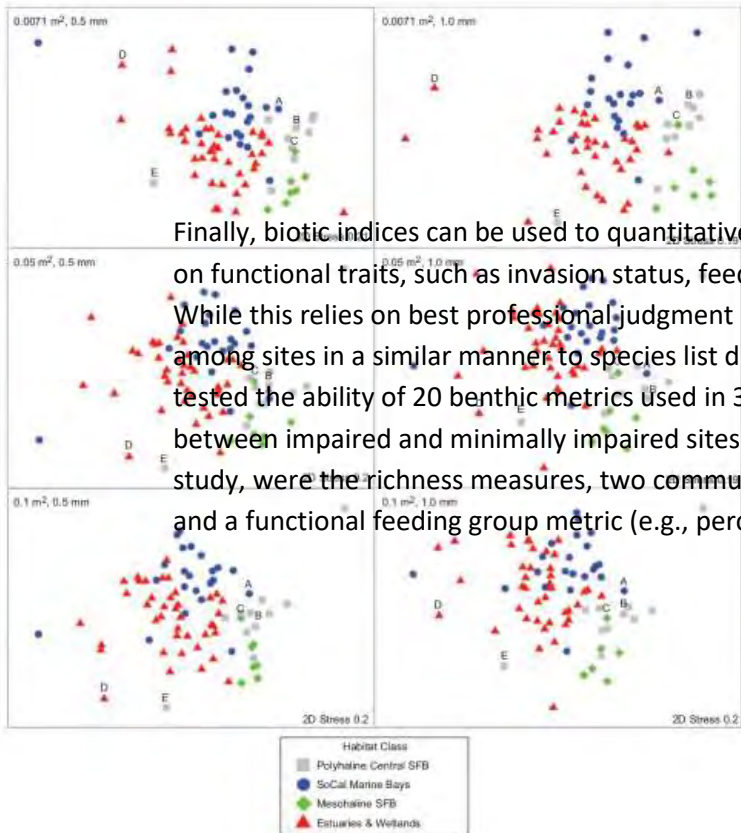 0.0071 m², 0.5 mm
0.0071 m², 1.0 mm
D
A
B
C
E
D
A
B
C
E
Finally, biotic indices can be used to quantitative
on functional traits, such as invasion status, feed
While this relies on best professional judgment
among sites in a similar manner to species list d
tested the ability of 20 benthic metrics used in 3
between impaired and minimally impaired sites
study, were the richness measures, two commu
and a functional feeding group metric (e.g., perc
0.05 m², 0.5 mm
0.05 m², 1.0 mm
C
B
D
E
A
B
D
E
0.1 m², 0.5 mm
0.1 m², 1.0 mm
A
C
B
D
E
2D Stress 0.2
A
C
B
D
E
2D Stress 0.2
Habitat Class
Polyhaline Central SFB
SoCal Marine Bays
Mesohaline SFB
Estuaries & Wetlands